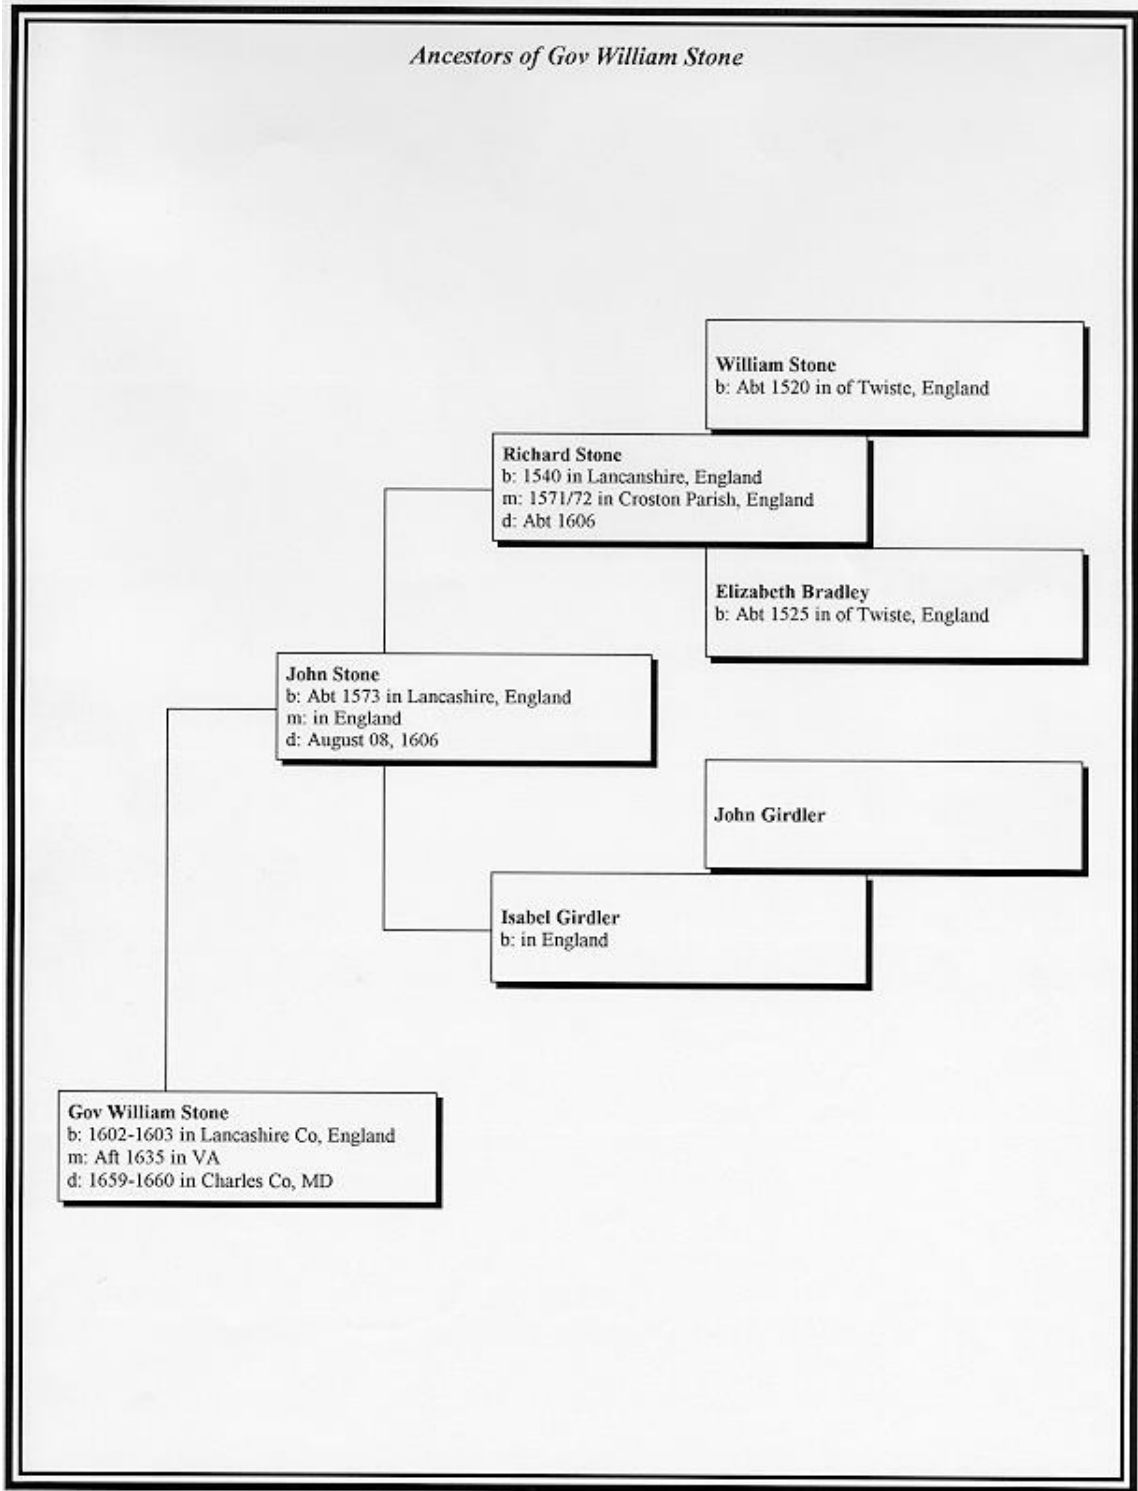 Ancestors of Gov William Stone
William Stone
b: Abt 1520 in of Twiste, England
Richard Stone
b: 1540 in Lancanshire, England
m: 1571/72 in Croston Parish, England
d: Abt 1606
Elizabeth Bradley
b: Abt 1525 in of Twiste, England
John Stone
b: Abt 1573 in Lancashire, England
m: in England
d: August 08, 1606
John Girdler
Isabel Girdler
b: in England
Gov William Stone
b: 1602-1603 in Lancashire Co, England
m: Aft 1635 in VA
d: 1659-1660 in Charles Co, MD